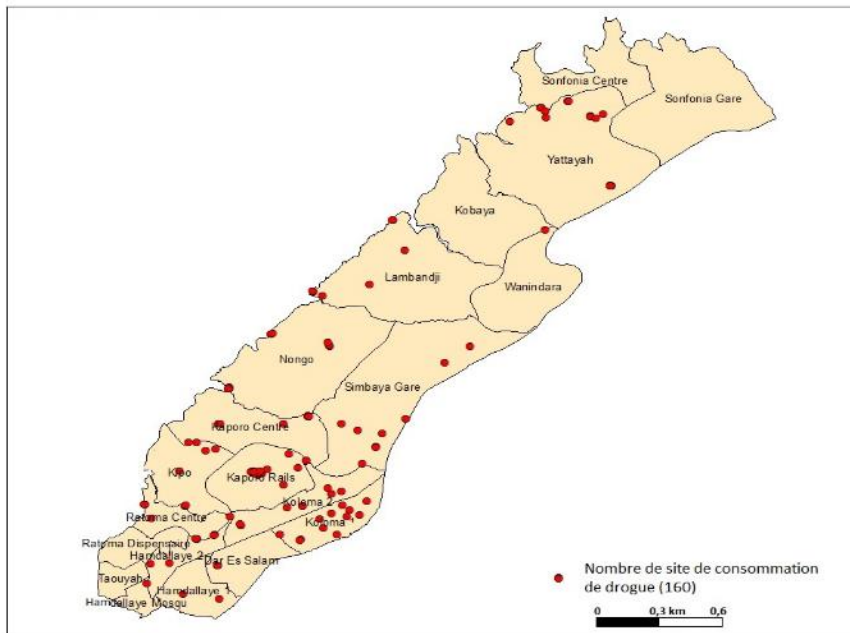 Sonfonia Centre
Sonfonia Gare
Yattayah
Kobaya
Lambandji
Wanindara
Nongo
Simbaya Gare
Kaporo Centre
Kipo
Kaporo Rails
Koloma 2
Ratoma Centre
Koloma 1
Ratoma Dispensaire
Hamdallaye 2
Dar Es Salam
Taouyah
Hamdallaye 1
Hamdallaye Mosqu
Nombre de site de consommation
de drogue (160)
0 0,3 km 0,6